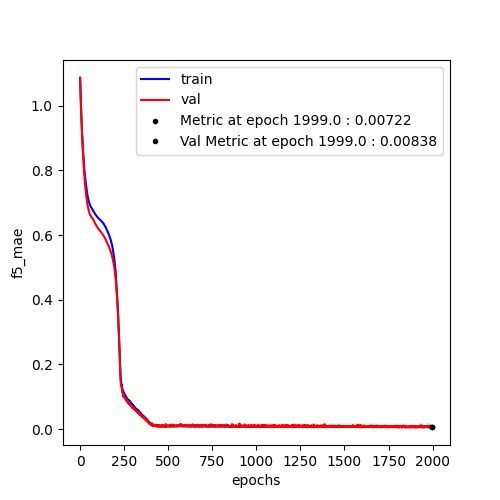 train
val
Metric at epoch 1999.0 : 0.00722
Val Metric at epoch 1999.0 : 0.00838
1.0
0.8
0.6
0.4
0.2
0.0
f5_mae
0 250 500 750 1000 1250 1500 1750 2000
epochs